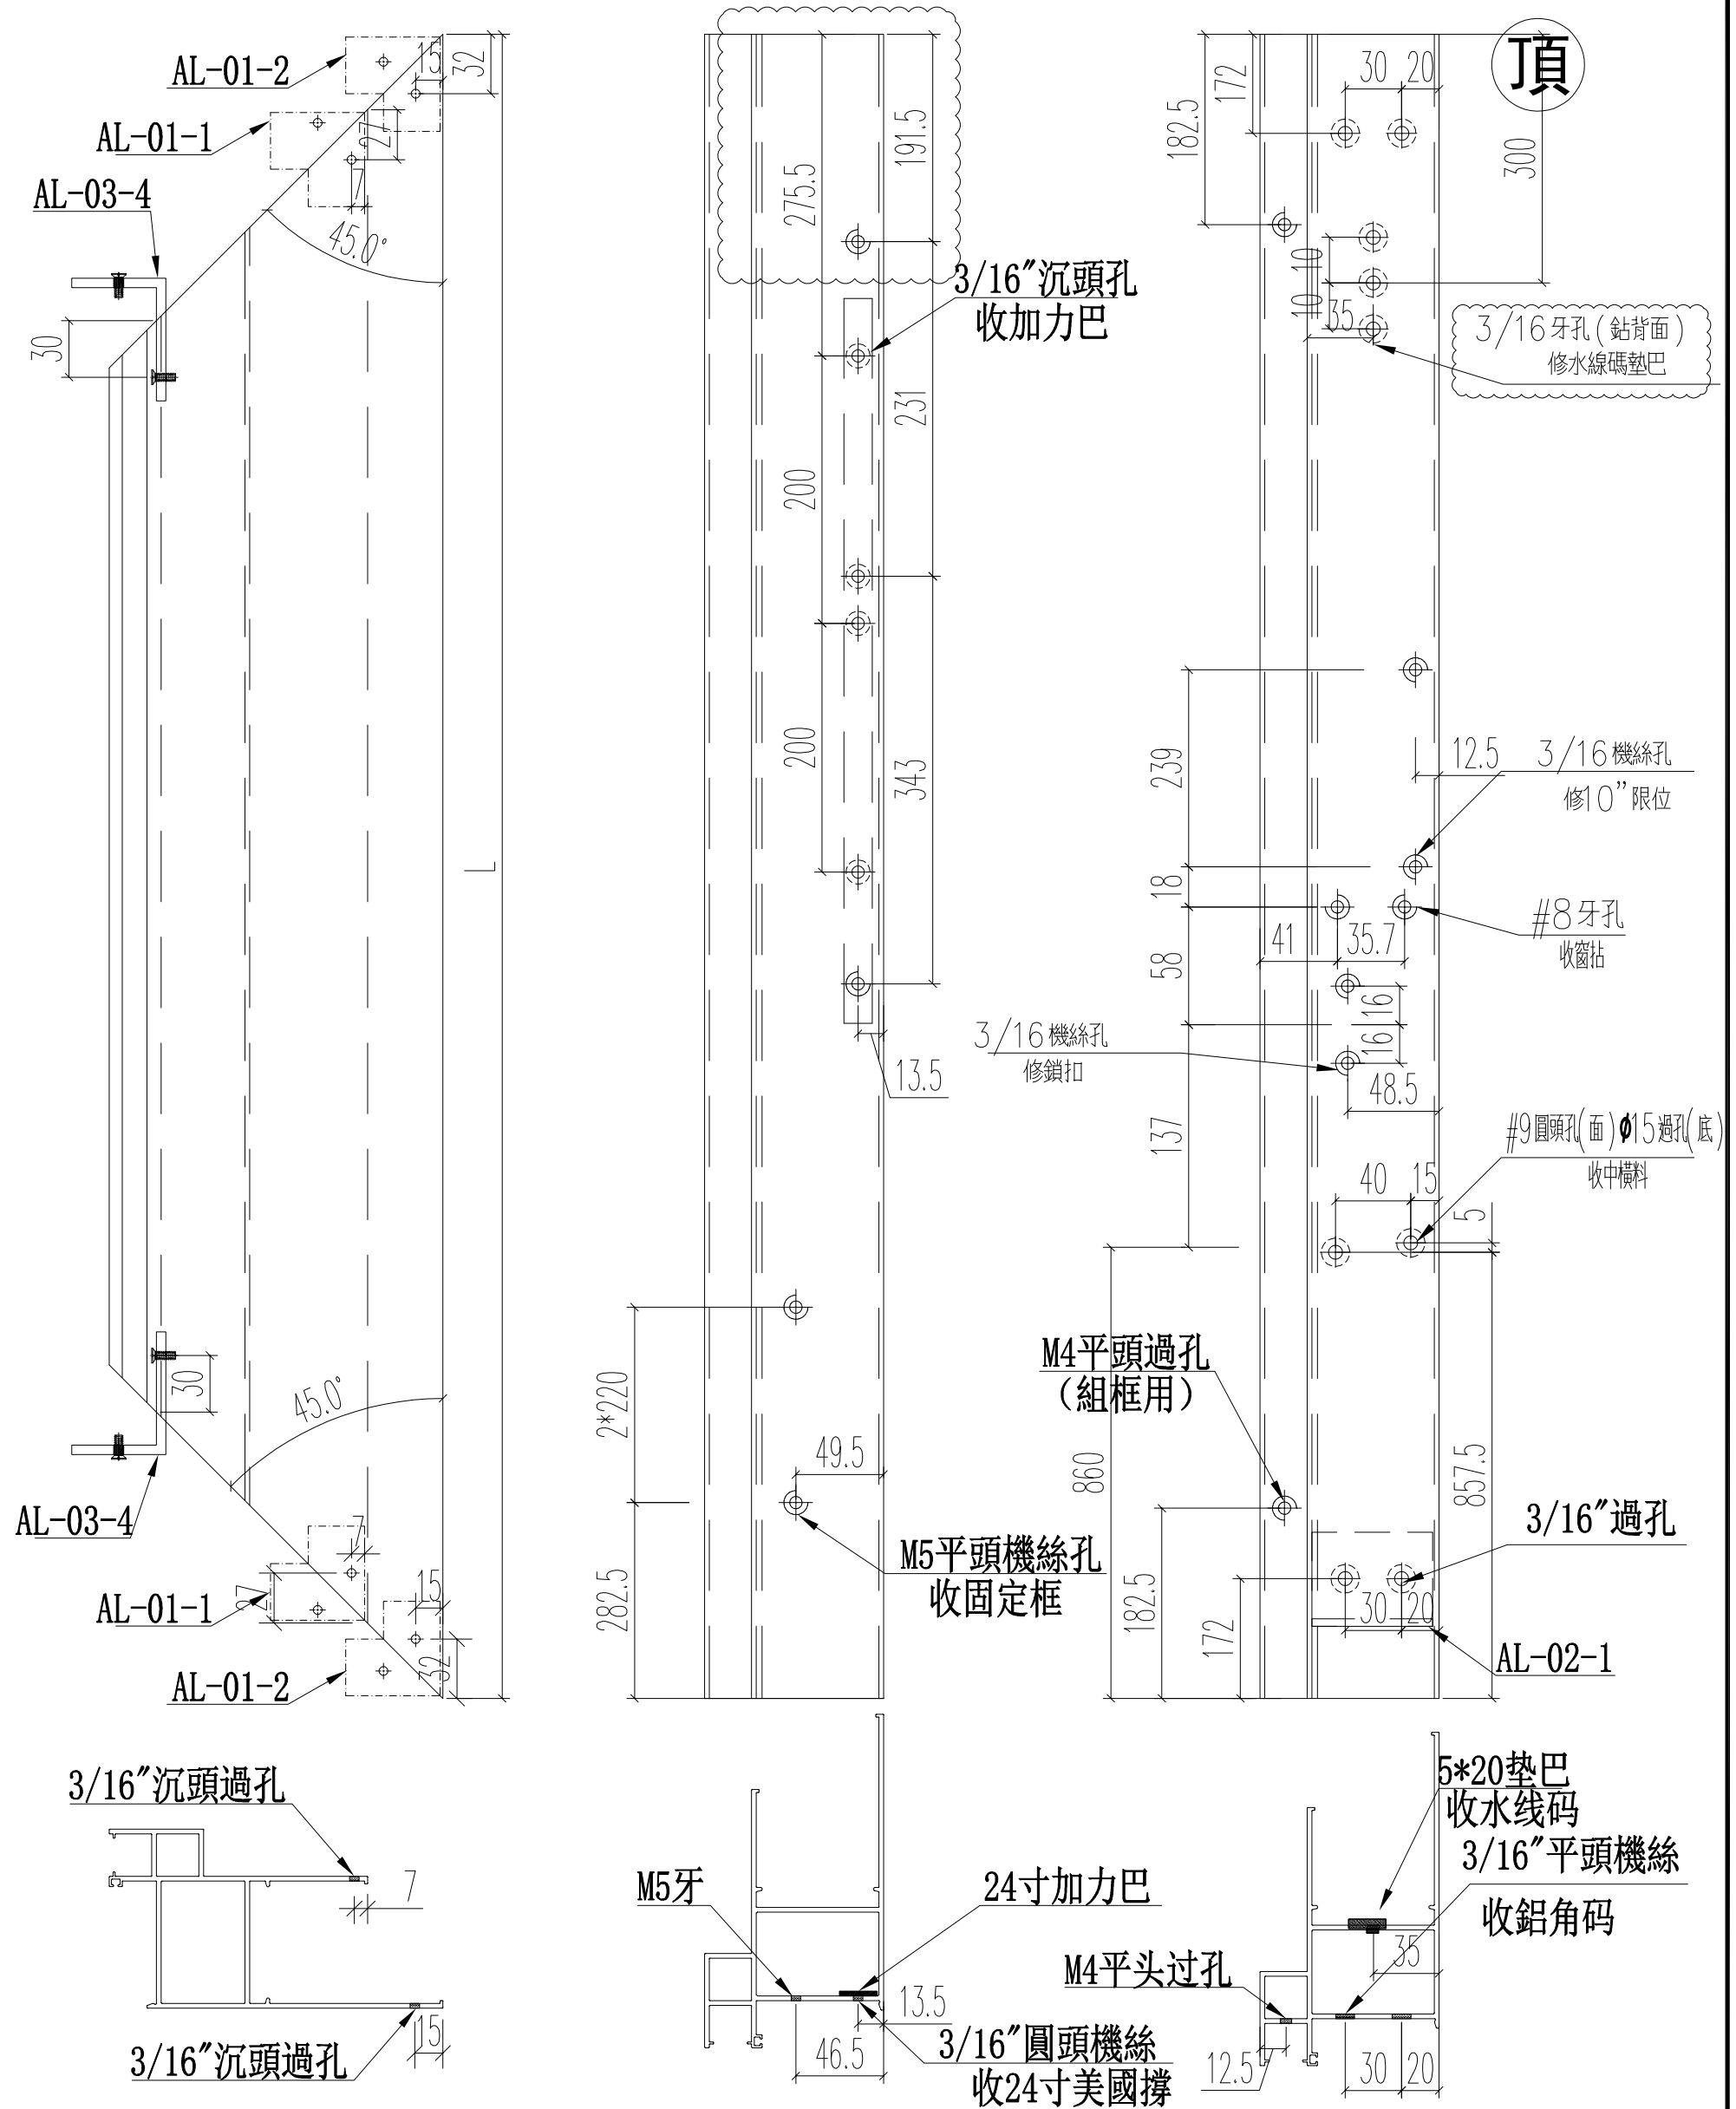 AL-01-2
15
32
AL-01-1
27
7
AL-03-4
45.0°
30
L
30
45.0°
AL-03-4
7
27
15
AL-01-1
32
AL-01-2
3/16"沉頭過孔
7
15
3/16"沉頭過孔
191.5
275.5
3/16"沉頭孔
收加力巴
231
200
200
343
13.5
2*220
49.5
M5平頭機絲孔
收固定框
282.5
M5牙
24寸加力巴
13.5
46.5
3/16"圓頭機絲
收24寸美國撐
頂
172
30
20
182.5
300
10
10
35
3/16牙孔(鉆背面)
修水線碼墊巴
239
12.5
3/16機絲孔
修10"限位
18
#8牙孔
收窗拈
41
35.7
58
16
16
3/16機絲孔
修鎖扣
48.5
137
#9圓頭孔(面)ϕ15過孔(底)
收中橫料
40
15
5
M4平頭過孔
(組框用)
860
857.5
3/16"過孔
182.5
172
30
20
AL-02-1
5*20垫巴
收水线码
3/16"平頭機絲
收鋁角码
35
M4平头过孔
12.5
30
20